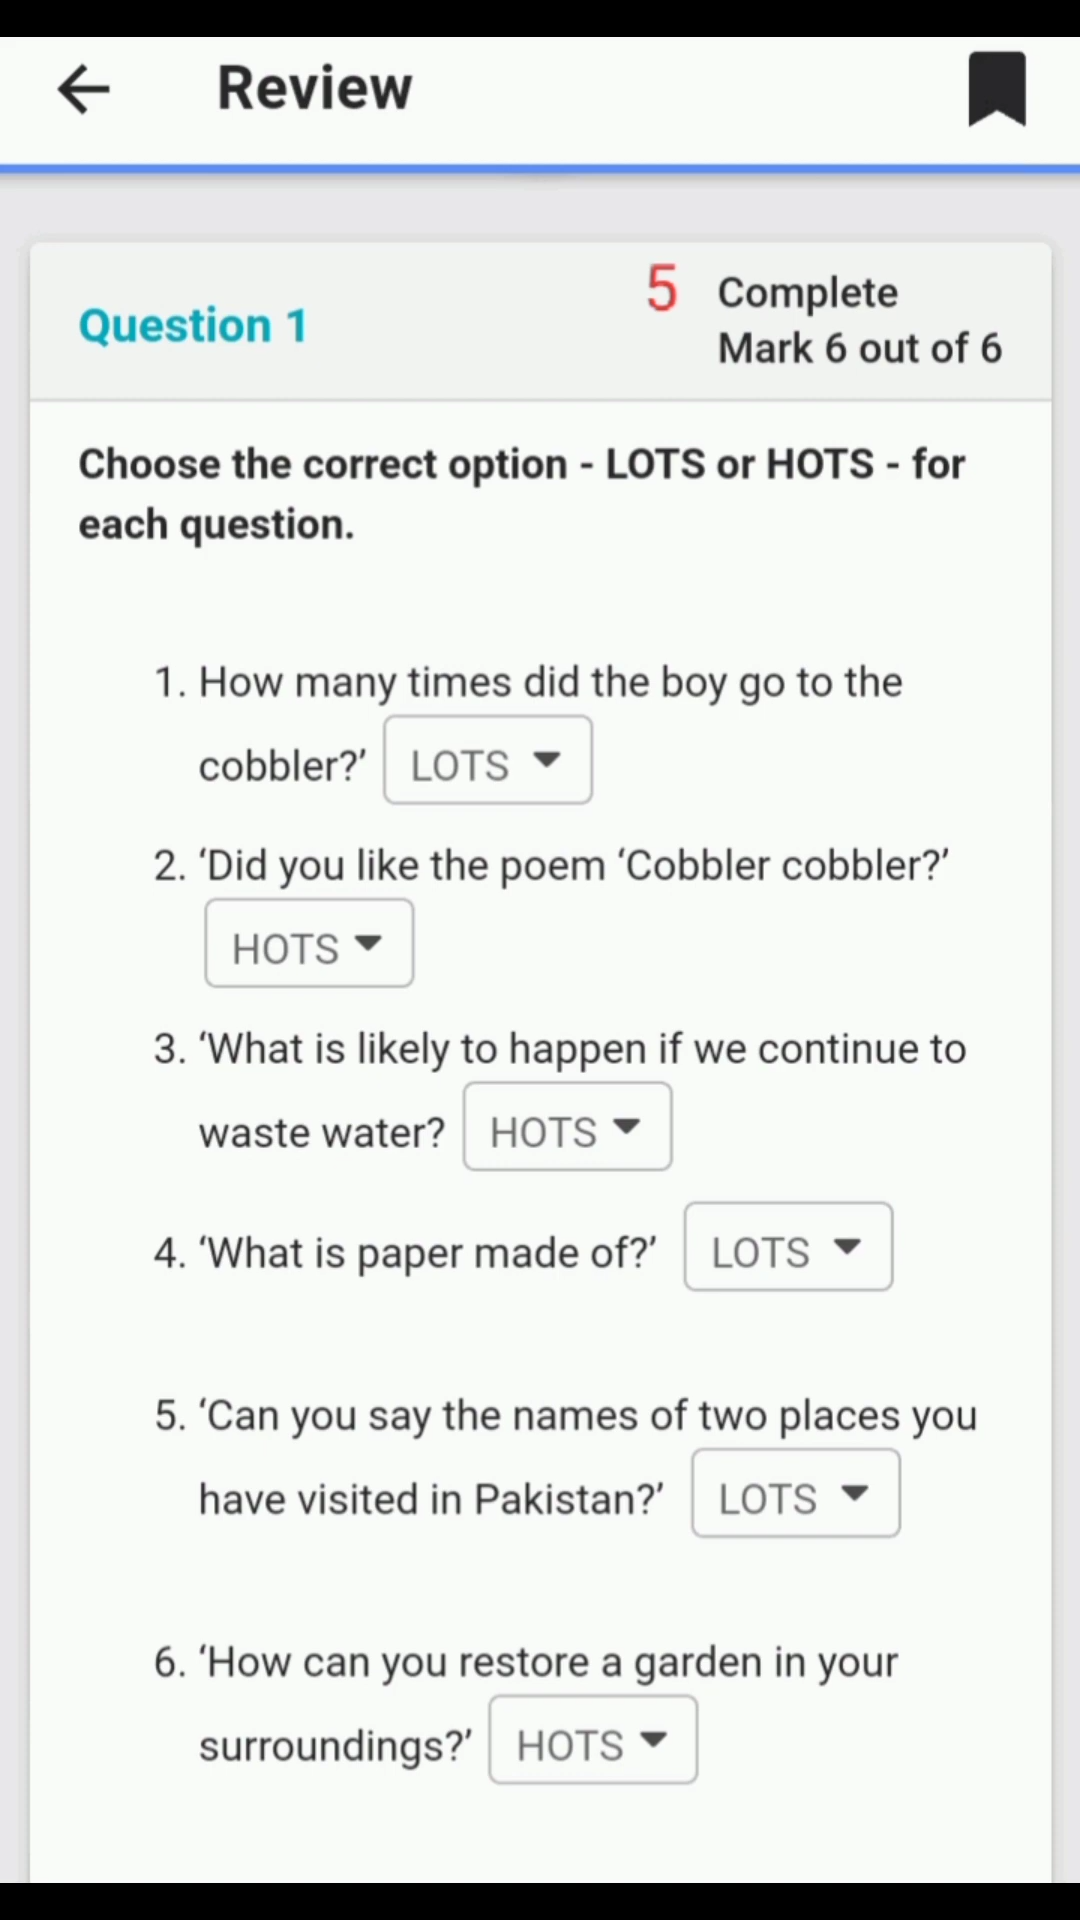 Review
5 Complete
Question 1
Mark 6 out of 6
Choose the correct option - LOTS or HOTS - for
each question.
1. How many times did the boy go to the
cobbler?’ LOTS
2. ‘Did you like the poem ‘Cobbler cobbler?’
HOTS
3. ‘What is likely to happen if we continue to
waste water? HOTS
4. ‘What is paper made of?’ LOTS
5. ‘Can you say the names of two places you
have visited in Pakistan?’ LOTS
6. ‘How can you restore a garden in your
surroundings?’ HOTS